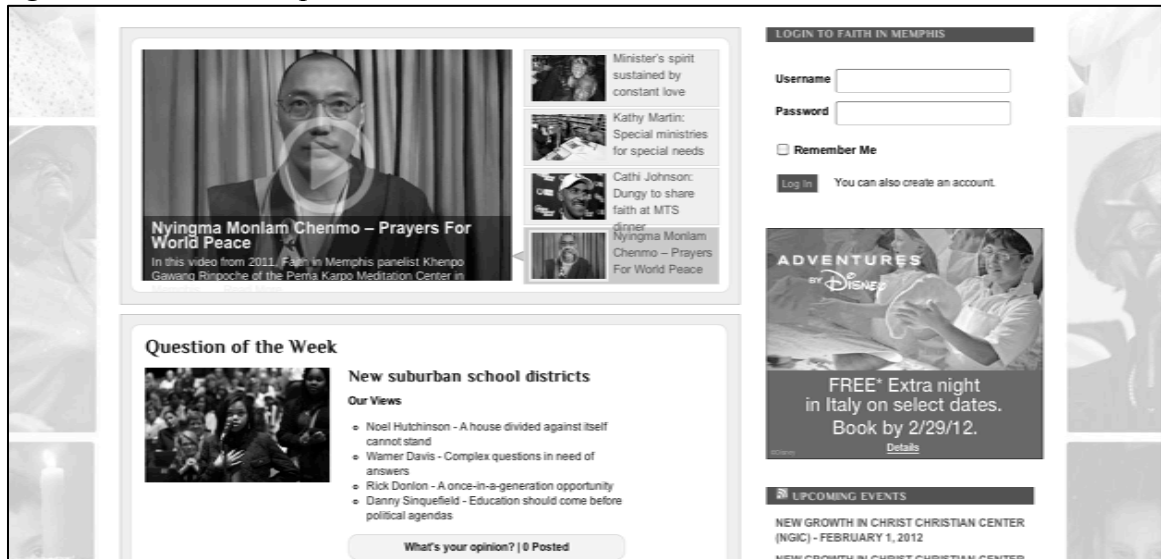 Nyingma Monlam Chenmo – Prayers For
World Peace
In this video from 2011, Faith in Memphis panelist Khenpo
Gawang Rinpoche of the Pema Karpo Meditation Center in
Minister's spirit
sustained by
constant love
Kathy Martin:
Special ministries
for special needs
Cathi Johnson:
Dungy to share
faith at MTS
dinner
Nyingma Monlam
Chenmo – Prayers
For World Peace
Question of the Week
New suburban school districts
Our Views
Noel Hutchinson - A house divided against itself
cannot stand
Warner Davis - Complex questions in need of
answers
Rick Donlon - A once-in-a-generation opportunity
Danny Sinquefield - Education should come before
political agendas
What's your opinion? | 0 Posted
LOGIN TO FAITH IN MEMPHIS
Username
Password
Remember Me
Log In
You can also create an account.
ADVENTURES
BY Disney
FREE* Extra night
in Italy on select dates.
Book by 2/29/12.
Details
©Disney
UPCOMING EVENTS
NEW GROWTH IN CHRIST CHRISTIAN CENTER
(NGIC) - FEBRUARY 1, 2012
NEW GROWTH IN CHRIST CHRISTIAN CENTER